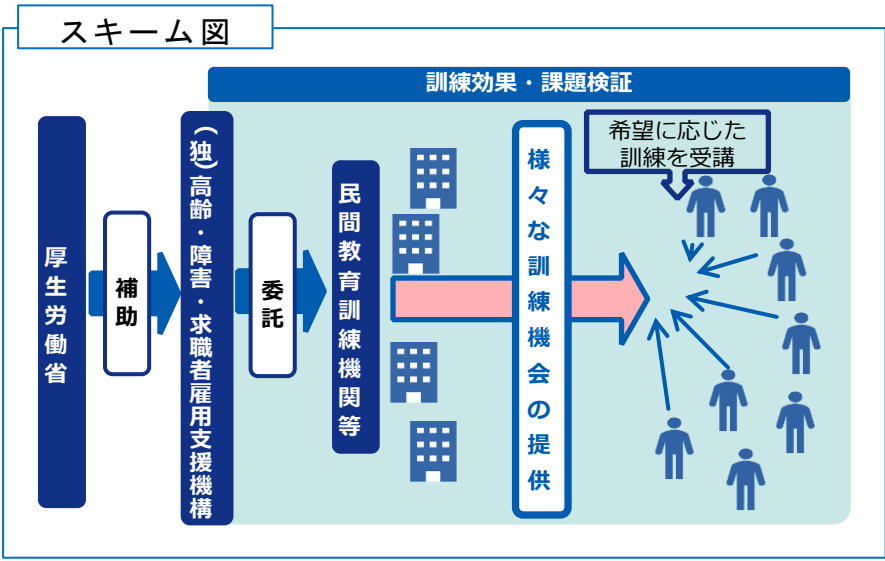 スキーム図
訓練効果・課題検証
厚生労働省
補助
(独)高齢・障害・求職者雇用支援機構
委託
民間教育訓練機関等
様々な訓練機会の提供
希望に応じた
訓練を受講